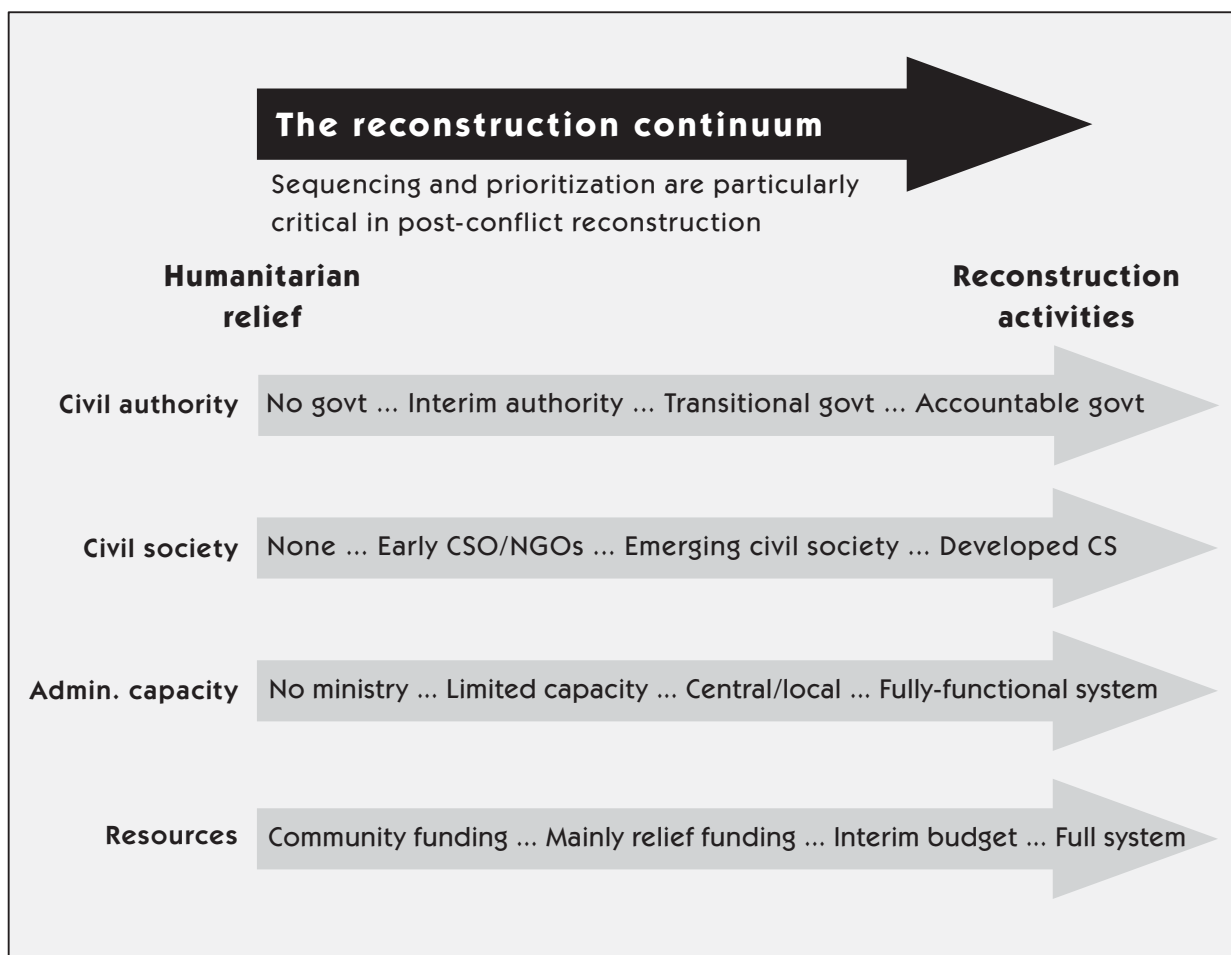 The reconstruction continuum
Sequencing and prioritization are particularly
critical in post-conflict reconstruction
Humanitarian
relief
Reconstruction
activities
Civil authority No govt ... Interim authority ... Transitional govt ... Accountable govt
Civil society None ... Early CSO/NGOs ... Emerging civil society ... Developed CS
Admin. capacity No ministry ... Limited capacity ... Central/local ... Fully-functional system
Resources Community funding ... Mainly relief funding ... Interim budget ... Full system